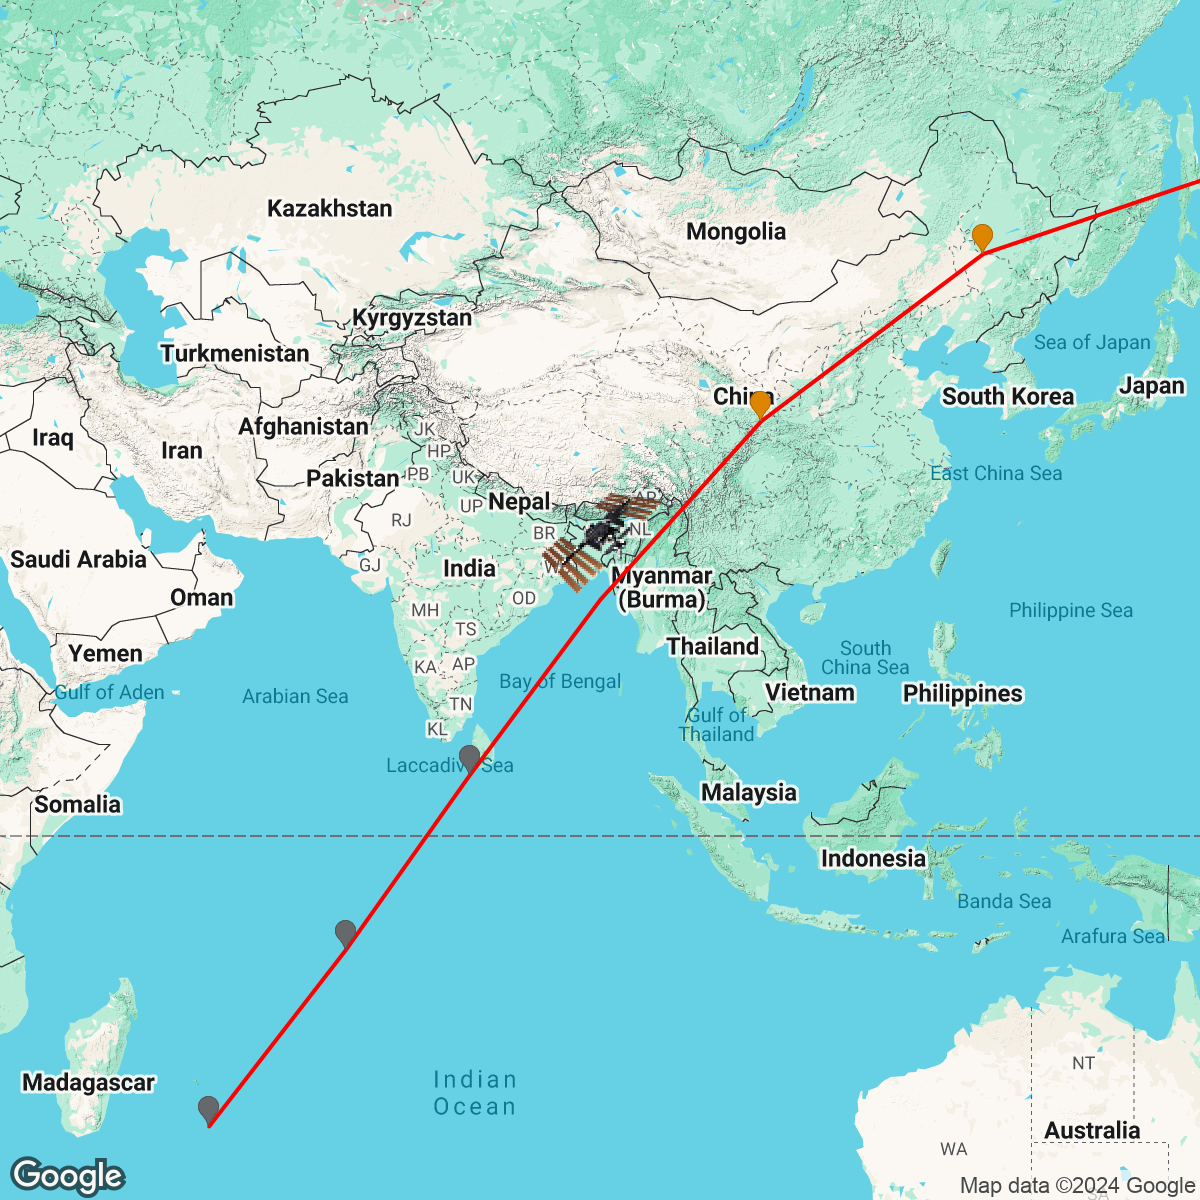 Kazakhstan
Mongolia
Kyrgyzstan
Sea of Japan
Turkmenistan
Japan
China
South Korea
Afghanistan
JK
Iraq
Iran
HP
East China Sea
Pakistan
PB
UK
Nepal
AR
UP
RJ
BR
NL
Saudi Arabia
GJ
India
Myanmar
(Burma)
Oman
OD
MH
Philippine Sea
TS
Yemen
Thailand
South
China Sea
KA
AP
Bay of Bengal
Gulf of Aden
Arabian Sea
Vietnam
Philippines
TN
Gulf of
Thailand
KL
Laccadive Sea
Malaysia
Somalia
Indonesia
Banda Sea
Arafura Sea
NT
Madagascar
Indian
Ocean
Australia
WA
Google
Map data ©2024 Google
SA